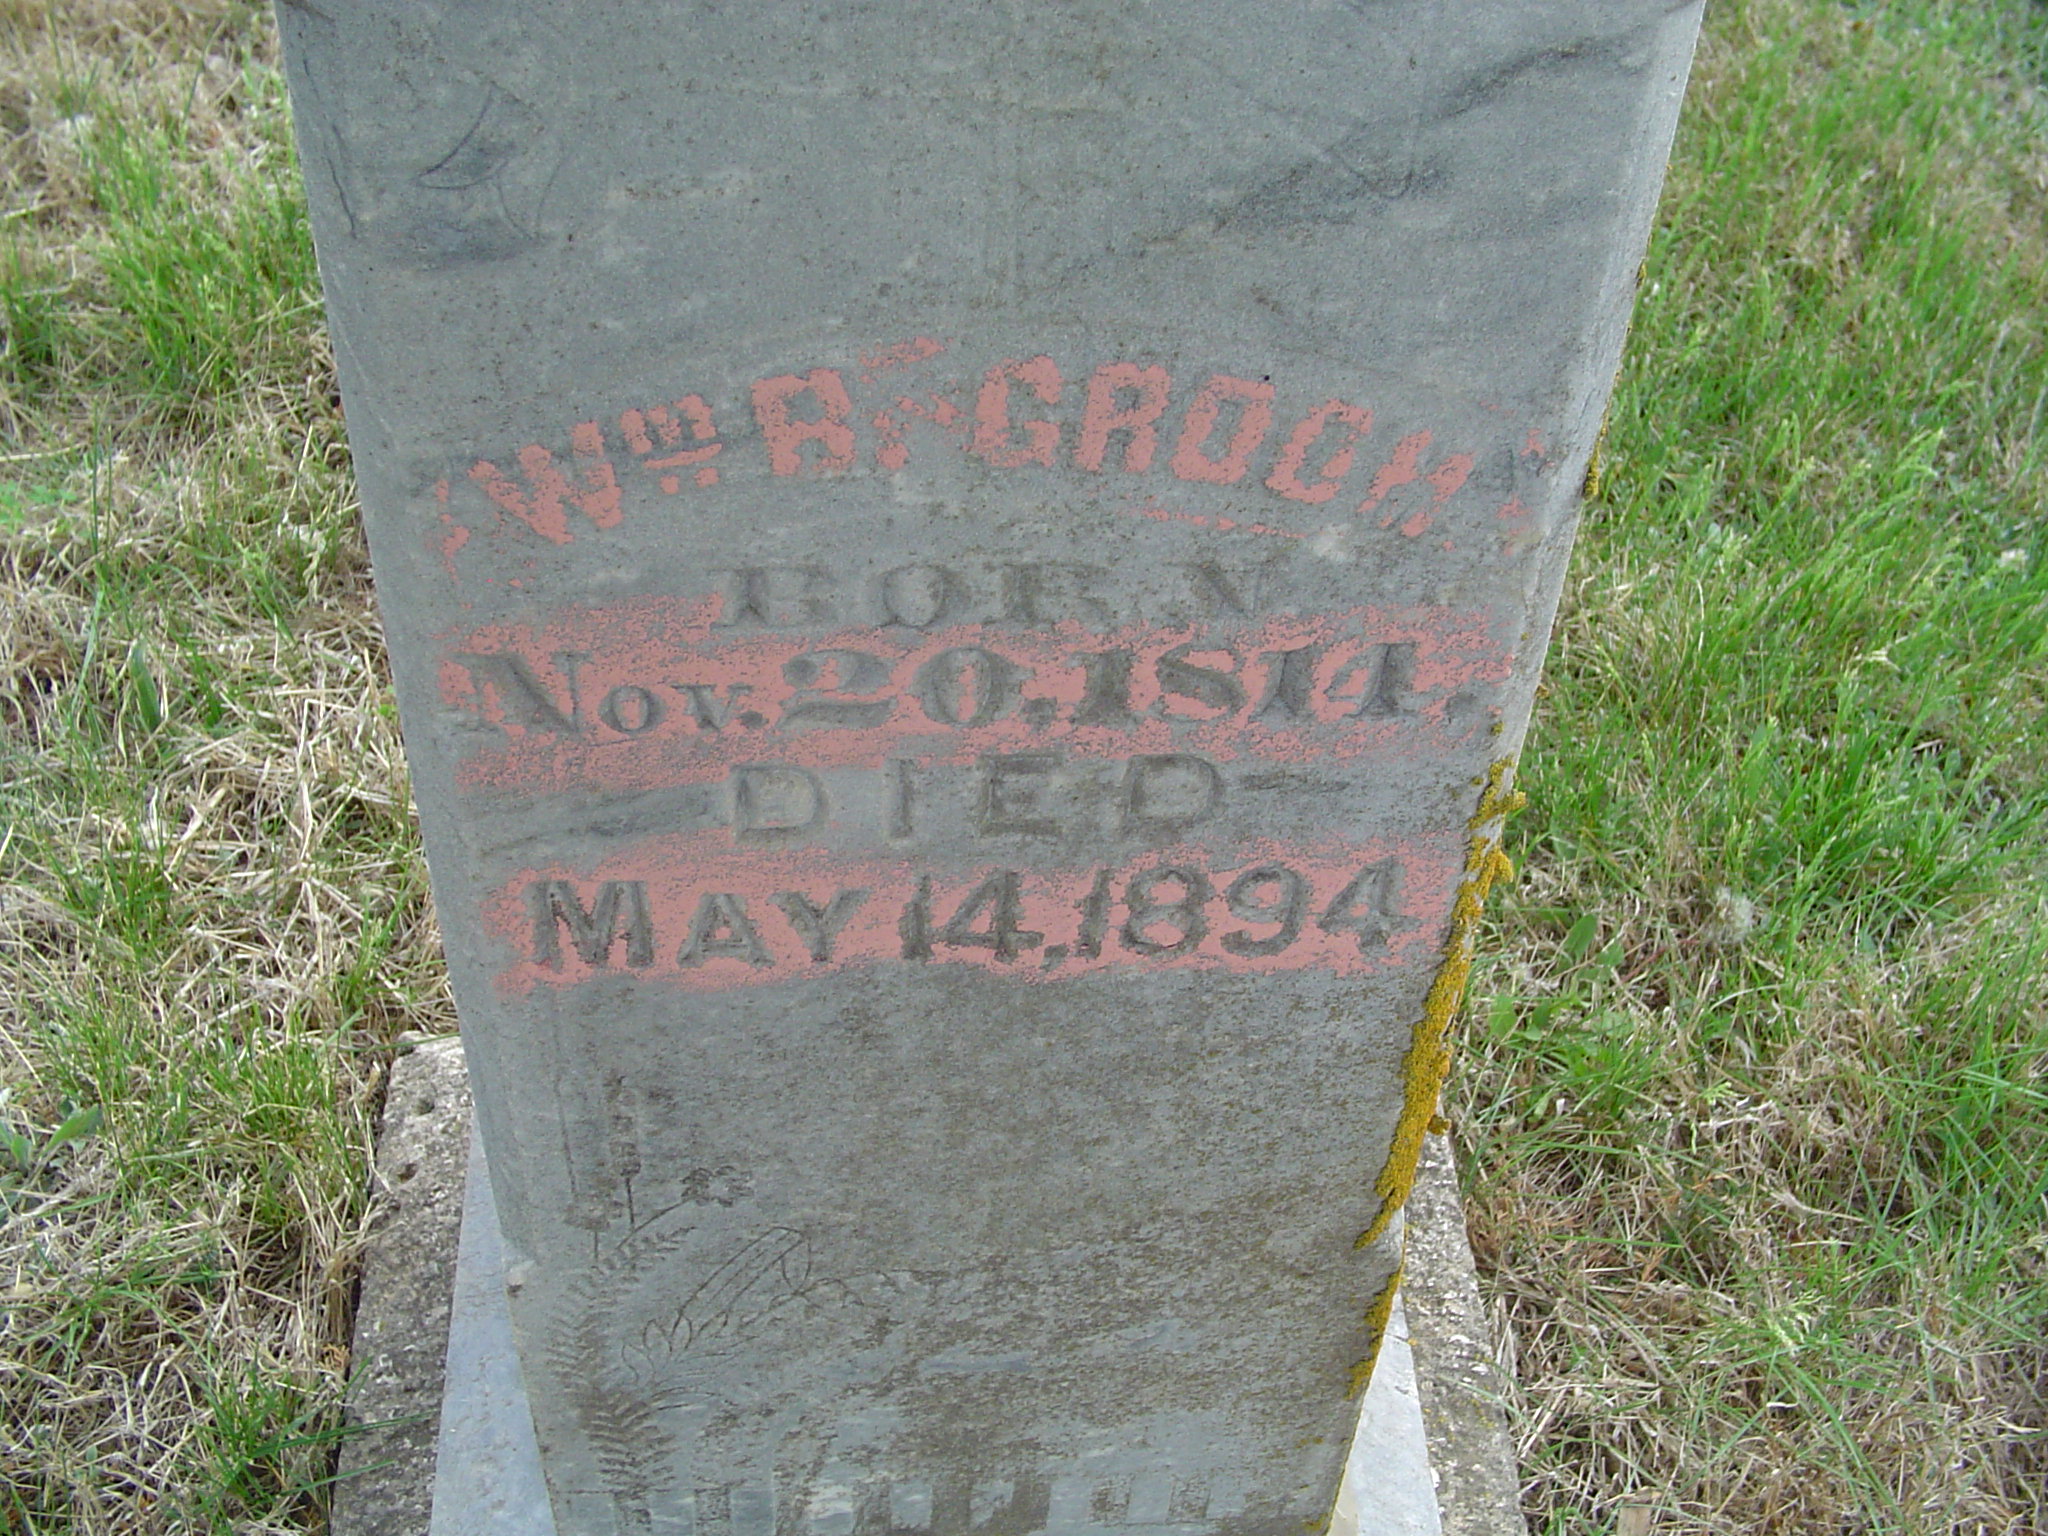 Wm R. GROOM
BORN
Nov. 20, 1814.
DIED
MAY 14, 1894